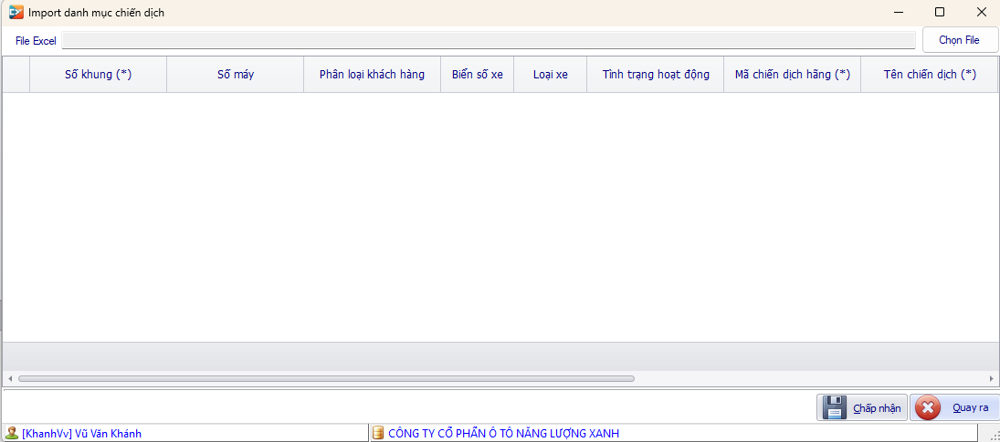 Import danh mục chiến dịch
File Excel
Chọn File
Số khung (*) Số máy Phân loại khách hàng Biển số xe Loại xe Tình trạng hoạt động Mã chiến dịch hãng (*) Tên chiến dịch (*)
Chấp nhận Quay ra
[KhanhVv] Vũ Văn Khánh CÔNG TY CỔ PHẦN Ô TÔ NĂNG LƯỢNG XANH